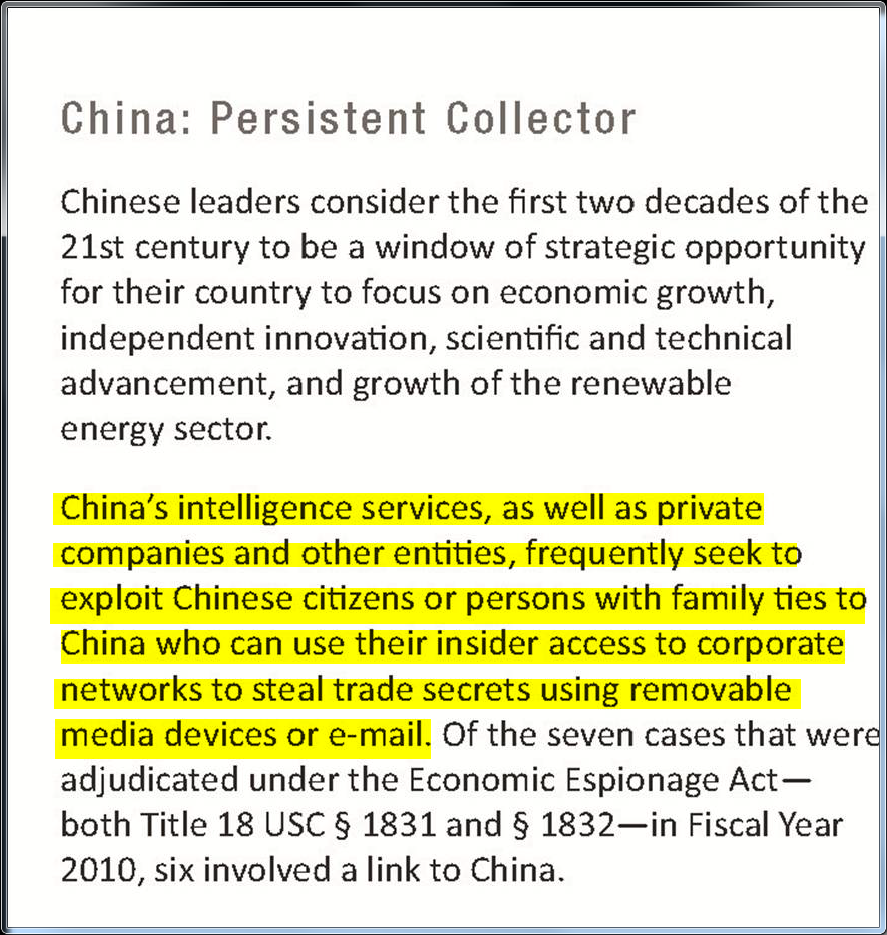 China: Persistent Collector
Chinese leaders consider the first two decades of the
21st century to be a window of strategic opportunity
for their country to focus on economic growth,
independent innovation, scientific and technical
advancement, and growth of the renewable
energy sector.
China’s intelligence services, as well as private
companies and other entities, frequently seek to
exploit Chinese citizens or persons with family ties to
China who can use their insider access to corporate
networks to steal trade secrets using removable
media devices or e-mail. Of the seven cases that were
adjudicated under the Economic Espionage Act—
both Title 18 USC § 1831 and § 1832—in Fiscal Year
2010, six involved a link to China.